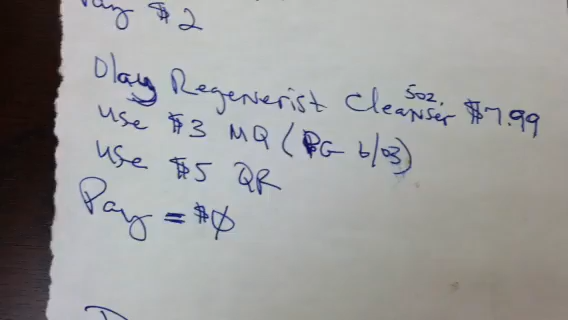 Pay $2
Olay Regenerist Cleanser 5oz. $7.99
use $3 MQ (PG 6/03)
use $5 QR
Pay = $0